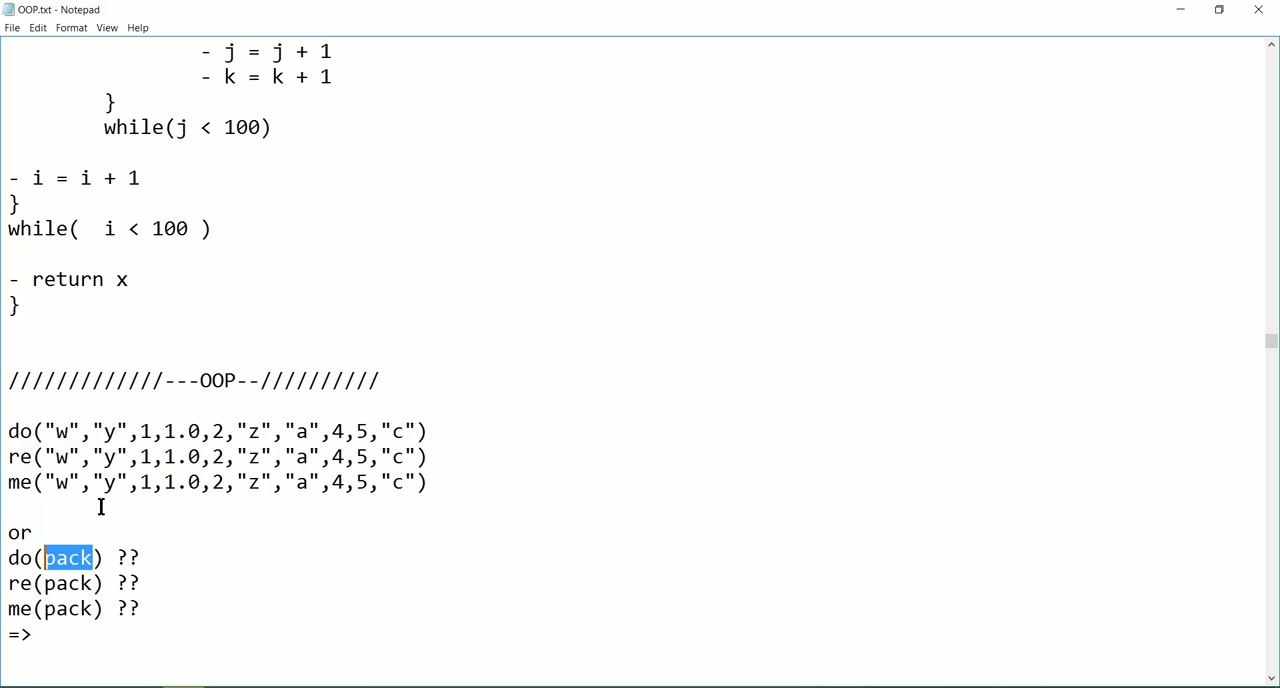 OOP.txt - Notepad
File Edit Format View Help
- j = j + 1
- k = k + 1
}
while(j < 100)
- i = i + 1
}
while(  i < 100 )
- return x
}
/////////////---OOP--//////////
do("w","y",1,1.0,2,"z","a",4,5,"c")
re("w","y",1,1.0,2,"z","a",4,5,"c")
me("w","y",1,1.0,2,"z","a",4,5,"c")
or
do(pack) ??
re(pack) ??
me(pack) ??
=>